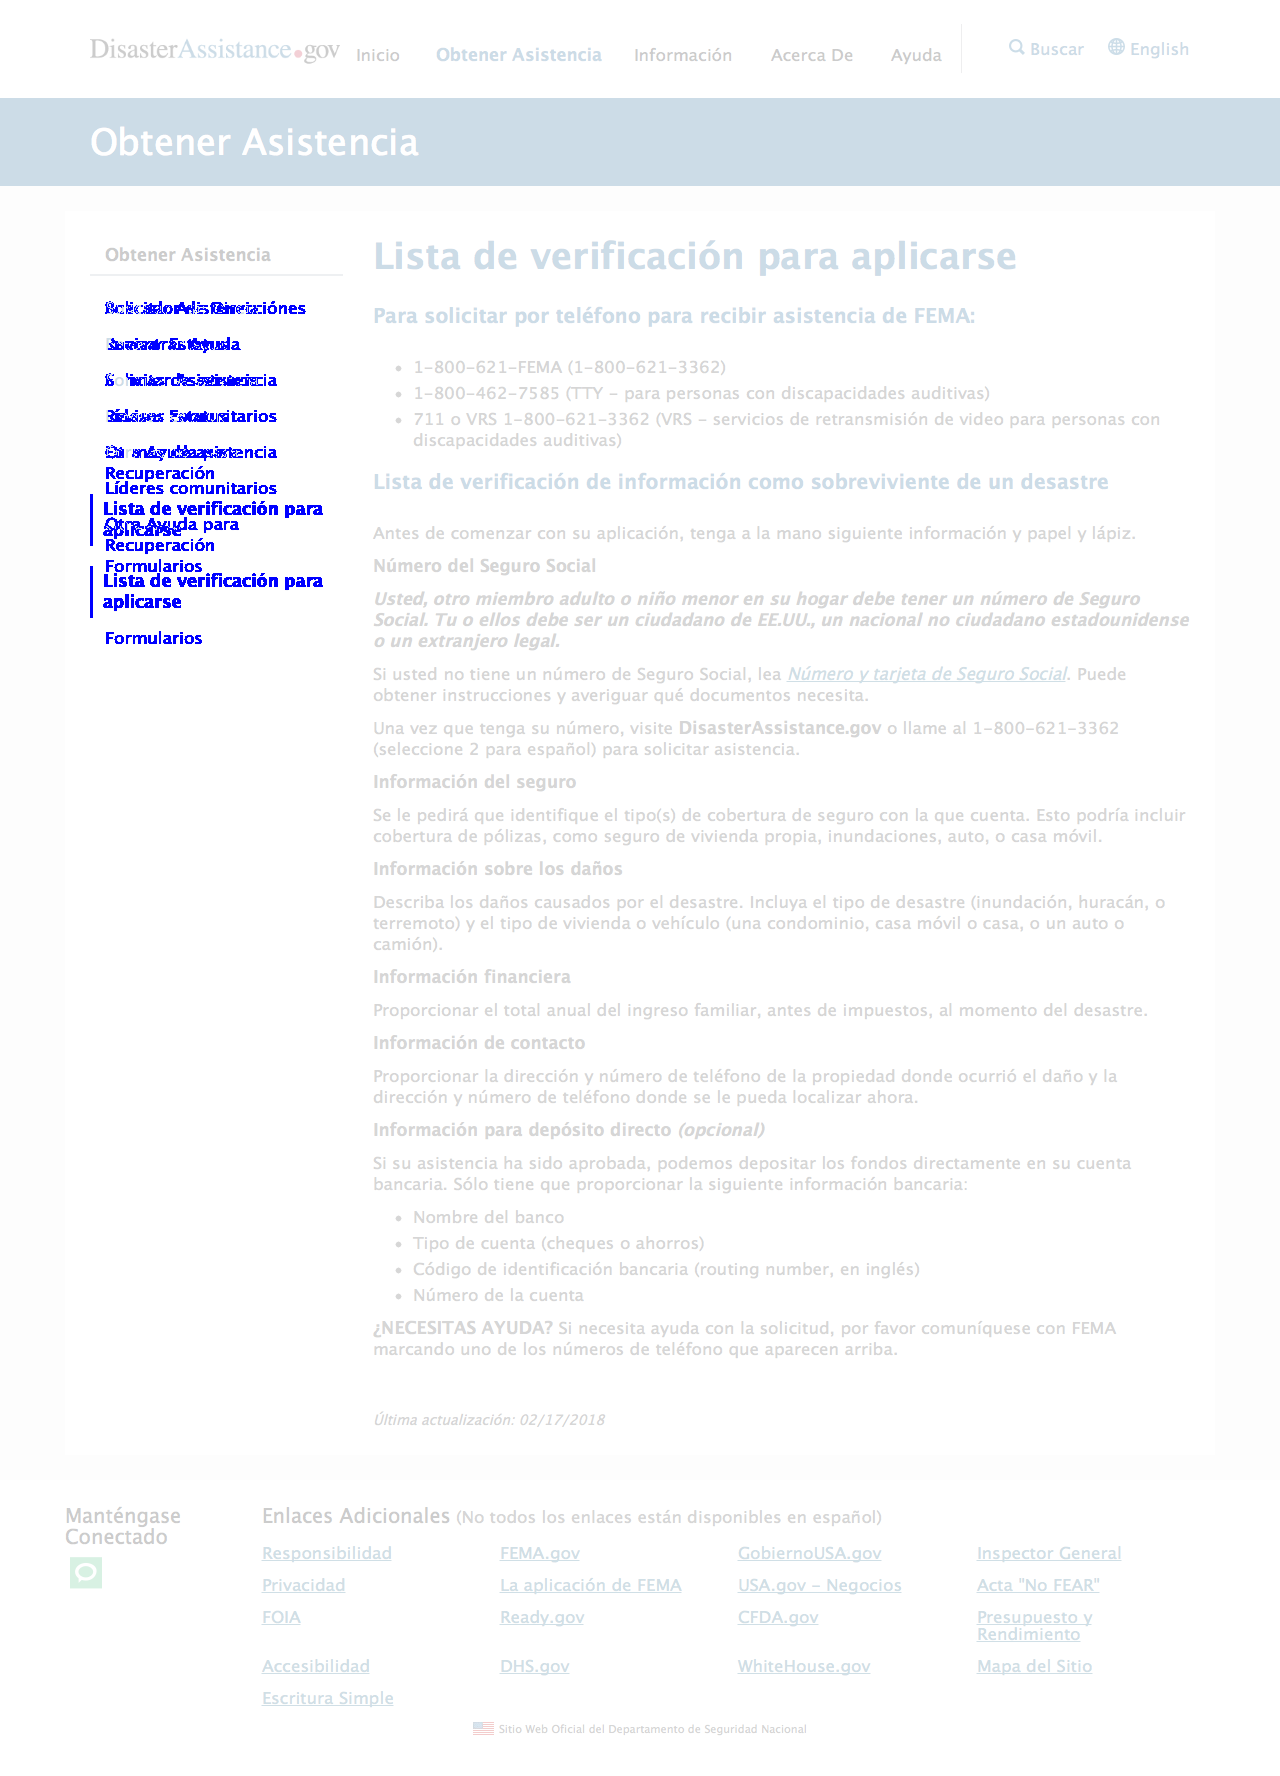 DisasterAssistance.gov Inicio Obtener Asistencia Información Acerca De Ayuda Buscar English
Obtener Asistencia
Obtener Asistencia
Recuperación
Líderes comunitarios
Lista de verificación para
aplicarse
Otra Ayuda para
Recuperación
Formularios
Lista de verificación para
aplicarse
Formularios
Lista de verificación para aplicarse
Para solicitar por teléfono para recibir asistencia de FEMA:
• 1-800-621-FEMA (1-800-621-3362)
• 1-800-462-7585 (TTY - para personas con discapacidades auditivas)
• 711 o VRS 1-800-621-3362 (VRS - servicios de retransmisión de video para personas con
discapacidades auditivas)
Lista de verificación de información como sobreviviente de un desastre
Antes de comenzar con su aplicación, tenga a la mano siguiente información y papel y lápiz.
Número del Seguro Social
Usted, otro miembro adulto o niño menor en su hogar debe tener un número de Seguro
Social. Tu o ellos debe ser un ciudadano de EE.UU., un nacional no ciudadano estadounidense
o un extranjero legal.
Si usted no tiene un número de Seguro Social, lea Número y tarjeta de Seguro Social. Puede
obtener instrucciones y averiguar qué documentos necesita.
Una vez que tenga su número, visite DisasterAssistance.gov o llame al 1-800-621-3362
(seleccione 2 para español) para solicitar asistencia.
Información del seguro
Se le pedirá que identifique el tipo(s) de cobertura de seguro con la que cuenta. Esto podría incluir
cobertura de pólizas, como seguro de vivienda propia, inundaciones, auto, o casa móvil.
Información sobre los daños
Describa los daños causados por el desastre. Incluya el tipo de desastre (inundación, huracán, o
terremoto) y el tipo de vivienda o vehículo (una condominio, casa móvil o casa, o un auto o
camión).
Información financiera
Proporcionar el total anual del ingreso familiar, antes de impuestos, al momento del desastre.
Información de contacto
Proporcionar la dirección y número de teléfono de la propiedad donde ocurrió el daño y la
dirección y número de teléfono donde se le pueda localizar ahora.
Información para depósito directo (opcional)
Si su asistencia ha sido aprobada, podemos depositar los fondos directamente en su cuenta
bancaria. Sólo tiene que proporcionar la siguiente información bancaria:
• Nombre del banco
• Tipo de cuenta (cheques o ahorros)
• Código de identificación bancaria (routing number, en inglés)
• Número de la cuenta
¿NECESITAS AYUDA? Si necesita ayuda con la solicitud, por favor comuníquese con FEMA
marcando uno de los números de teléfono que aparecen arriba.
Última actualización: 02/17/2018
Manténgase
Conectado
Enlaces Adicionales (No todos los enlaces están disponibles en español)
Responsibilidad FEMA.gov GobiernoUSA.gov Inspector General
Privacidad La aplicación de FEMA USA.gov - Negocios Acta "No FEAR"
FOIA Ready.gov CFDA.gov Presupuesto y
Rendimiento
Accesibilidad DHS.gov WhiteHouse.gov Mapa del Sitio
Escritura Simple
Sitio Web Oficial del Departamento de Seguridad Nacional